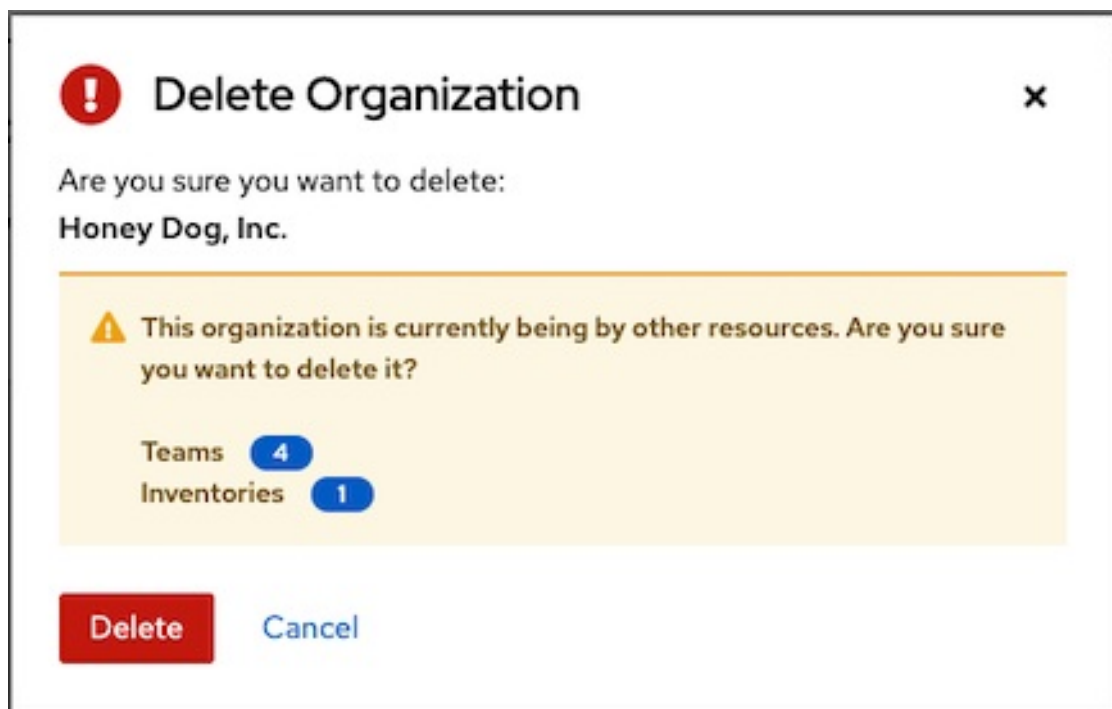 Delete Organization
Are you sure you want to delete:
Honey Dog, Inc.
This organization is currently being by other resources. Are you sure
you want to delete it?
Teams 4
Inventories 1
Delete Cancel